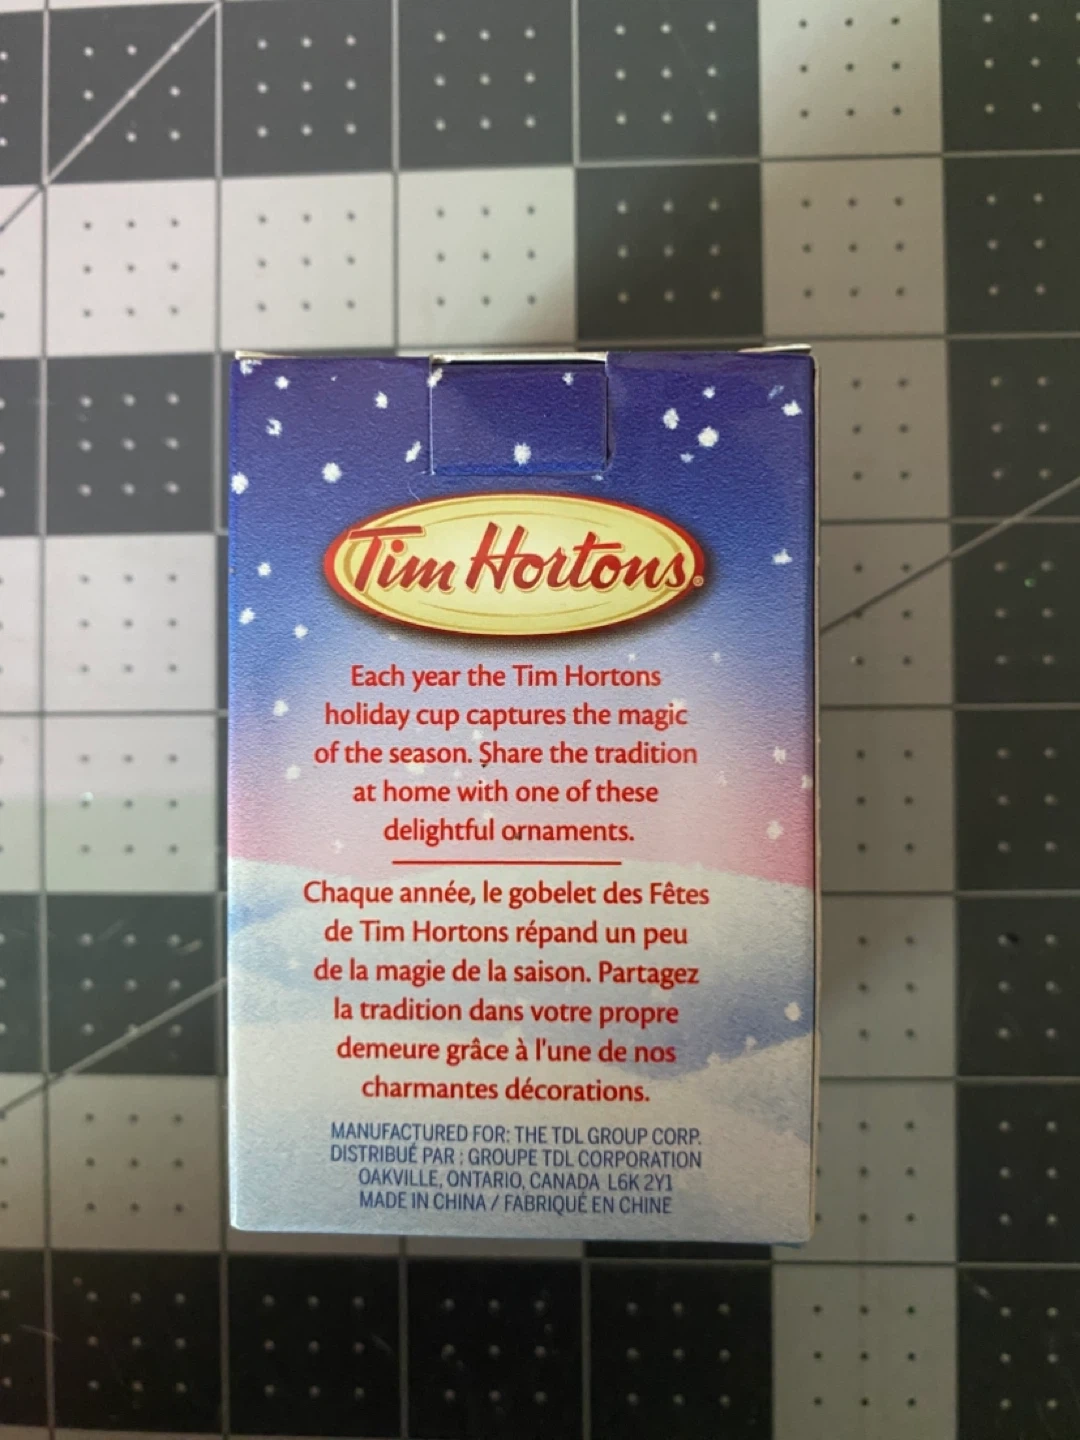 Tim Hortons®
Each year the Tim Hortons
holiday cup captures the magic
of the season. Share the tradition
at home with one of these
delightful ornaments.
Chaque année, le gobelet des Fêtes
de Tim Hortons répand un peu
de la magie de la saison. Partagez
la tradition dans votre propre
demeure grâce à l'une de nos
charmantes décorations.
MANUFACTURED FOR: THE TDL GROUP CORP.
DISTRIBUÉ PAR : GROUPE TDL CORPORATION
OAKVILLE, ONTARIO, CANADA L6K 2Y1
MADE IN CHINA / FABRIQUÉ EN CHINE